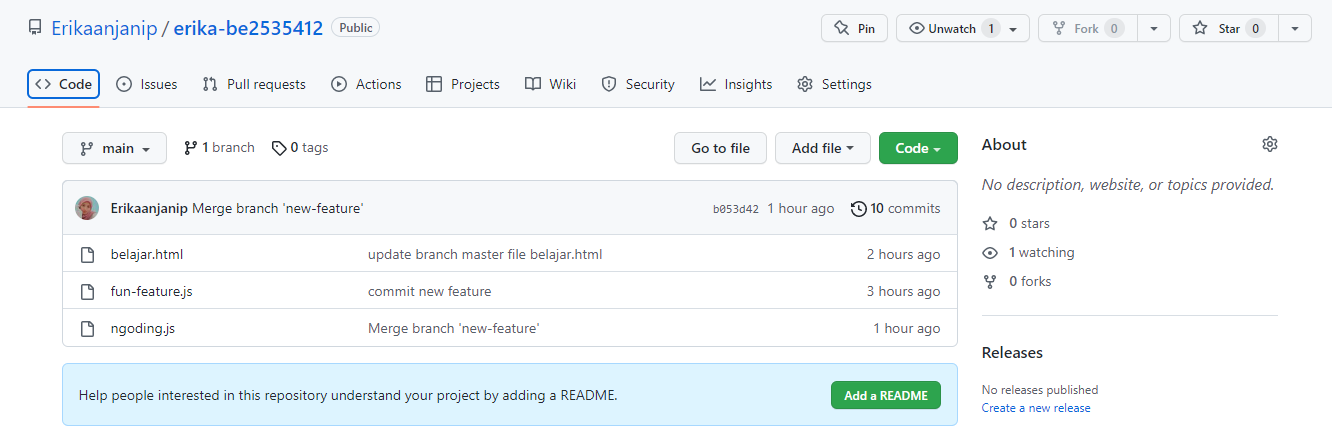 Erikaanjanip / erika-be2535412 Public Pin Unwatch 1 Fork 0 Star 0
Code Issues Pull requests Actions Projects Wiki Security Insights Settings
main 1 branch 0 tags Go to file Add file Code
Erikaanjanip Merge branch 'new-feature' b053d42 1 hour ago 10 commits
belajar.html update branch master file belajar.html 2 hours ago
fun-feature.js commit new feature 3 hours ago
ngoding.js Merge branch 'new-feature' 1 hour ago
Help people interested in this repository understand your project by adding a README. Add a README
About
No description, website, or topics provided.
0 stars
1 watching
0 forks
Releases
No releases published
Create a new release